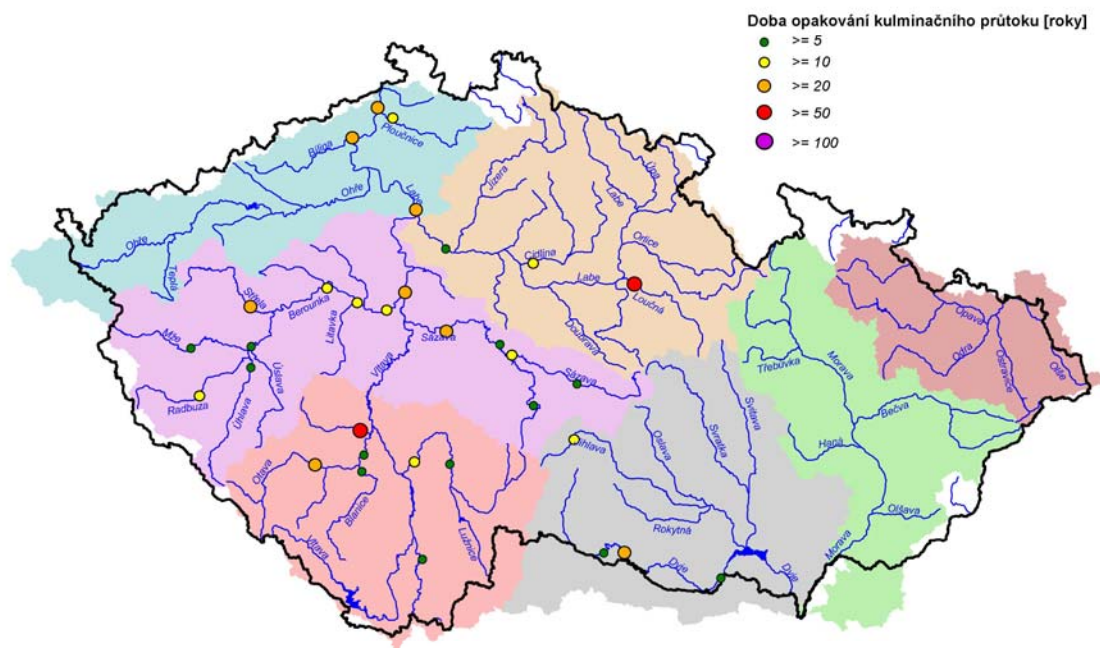 Doba opakování kulminačního průtoku [roky]
>= 5
>= 10
>= 20
>= 50
>= 100
Ploučnice
Bílina
Ohře
Labe
Jizera
Labe
Úpa
Ohře
Teplá
Cidlina
Orlice
Labe
Loučná
Doubrava
Střela
Berounka
Litavka
Mže
Sázava
Vltava
Sázava
Úslava
Radbuza
Úhlava
Otava
Blanice
Lužnice
Vltava
Jihlava
Oslava
Svratka
Svitava
Rokytná
Dyje
Dyje
Třebůvka
Morava
Bečva
Haná
Olšava
Morava
Opava
Odra
Ostravice
Olše